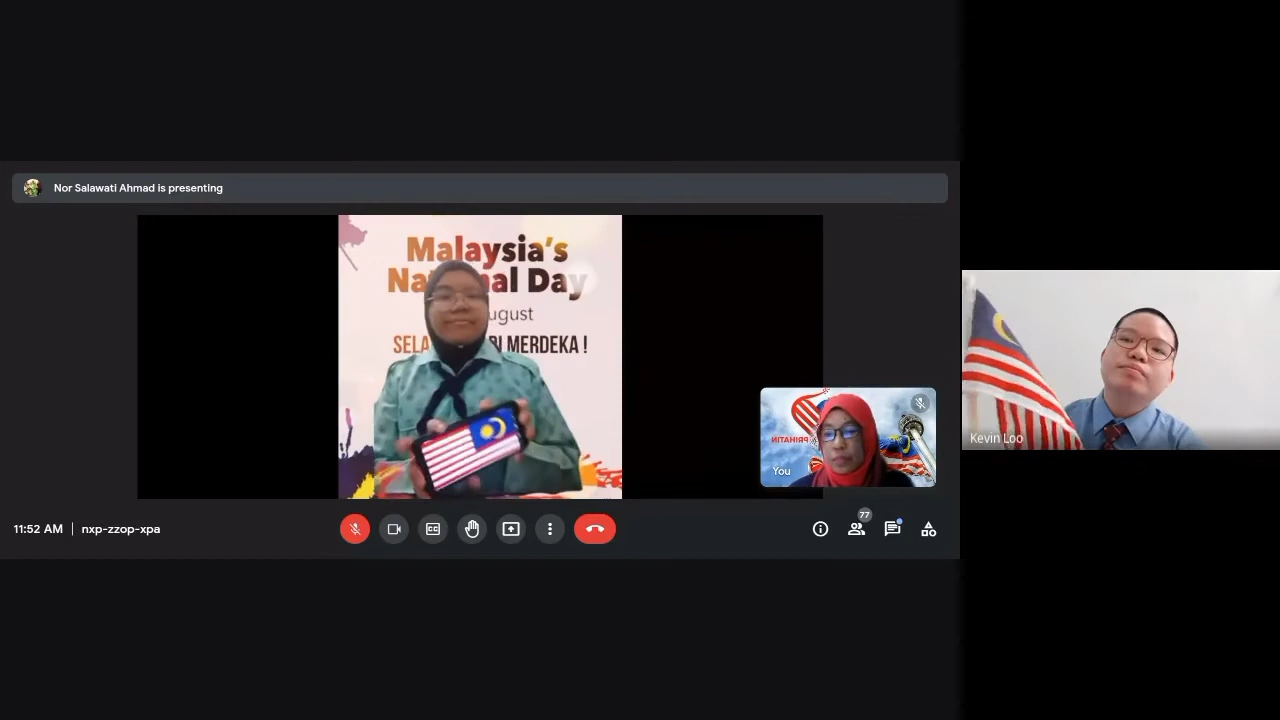 Nor Salawati Ahmad is presenting
Malaysia's
Na al Day
ugust
SELA RI MERDEKA !
PRIHATIN
You
Kevin Loo
11:52 AM | nxp-zzop-xpa
CC
77